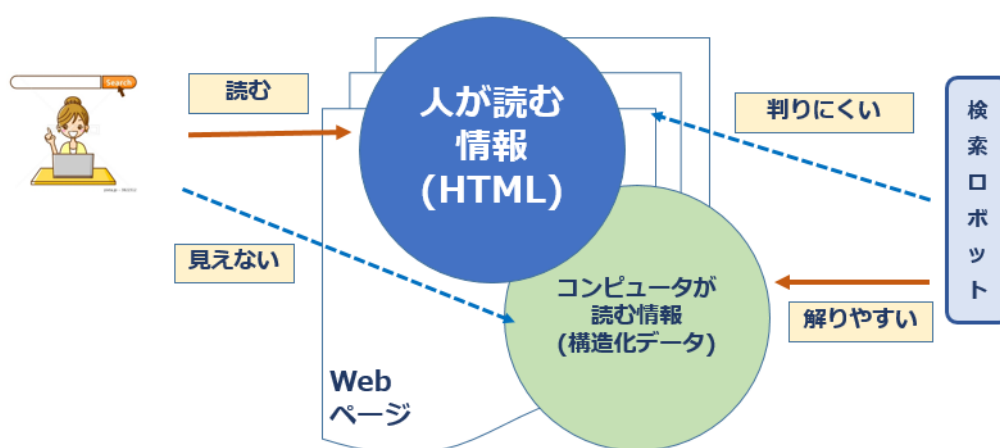 Search
読む
人が読む
情報
(HTML)
判りにくい
検索ロボット
見えない
コンピュータが
読む情報
(構造化データ)
解りやすい
Web
ページ